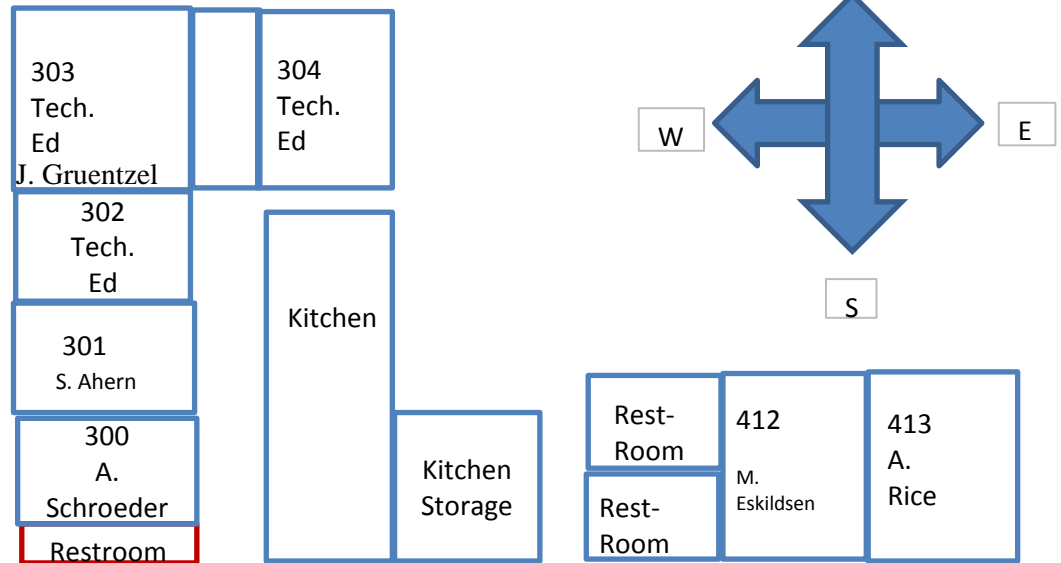 303
Tech.
Ed
J. Gruentzel
304
Tech.
Ed
W
E
S
302
Tech.
Ed
301
S. Ahern
300
A.
Schroeder
Restroom
Kitchen
Kitchen
Storage
Rest-
Room
Rest-
Room
412
M.
Eskildsen
413
A.
Rice